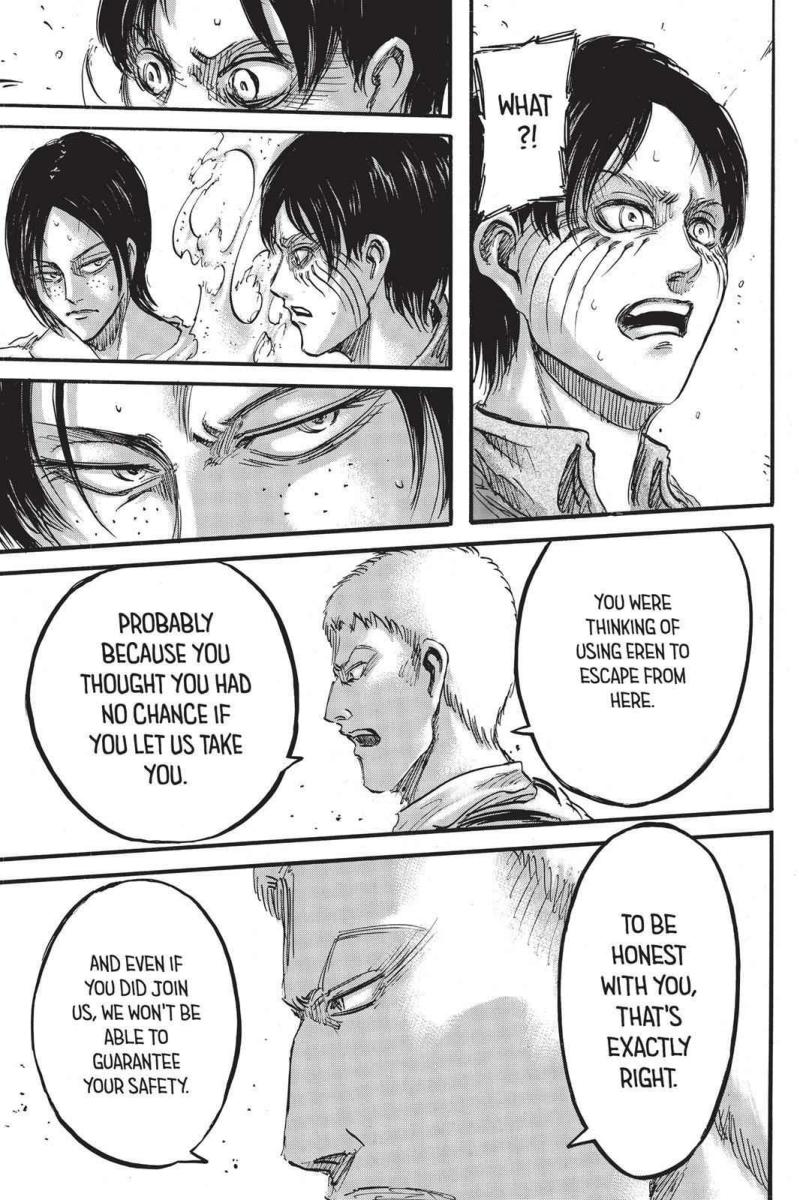 WHAT
?!
YOU WERE
THINKING OF
USING EREN TO
ESCAPE FROM
HERE.
PROBABLY
BECAUSE YOU
THOUGHT YOU HAD
NO CHANCE IF
YOU LET US TAKE
YOU.
TO BE
HONEST
WITH YOU,
THAT'S
EXACTLY
RIGHT.
AND EVEN IF
YOU DID JOIN
US, WE WON'T BE
ABLE TO
GUARANTEE
YOUR SAFETY.